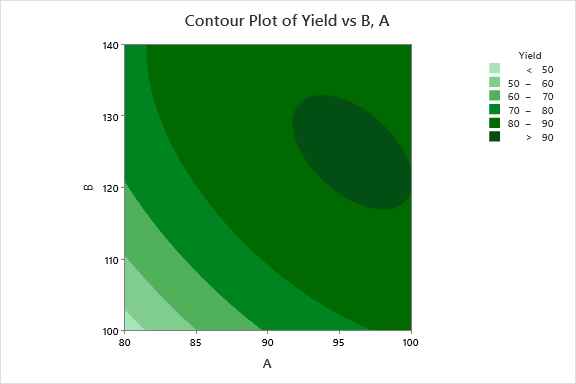 Contour Plot of Yield vs B, A
Yield
< 50
50 – 60
60 – 70
70 – 80
80 – 90
> 90
B
140
130
120
110
100
80 85 90 95 100
A